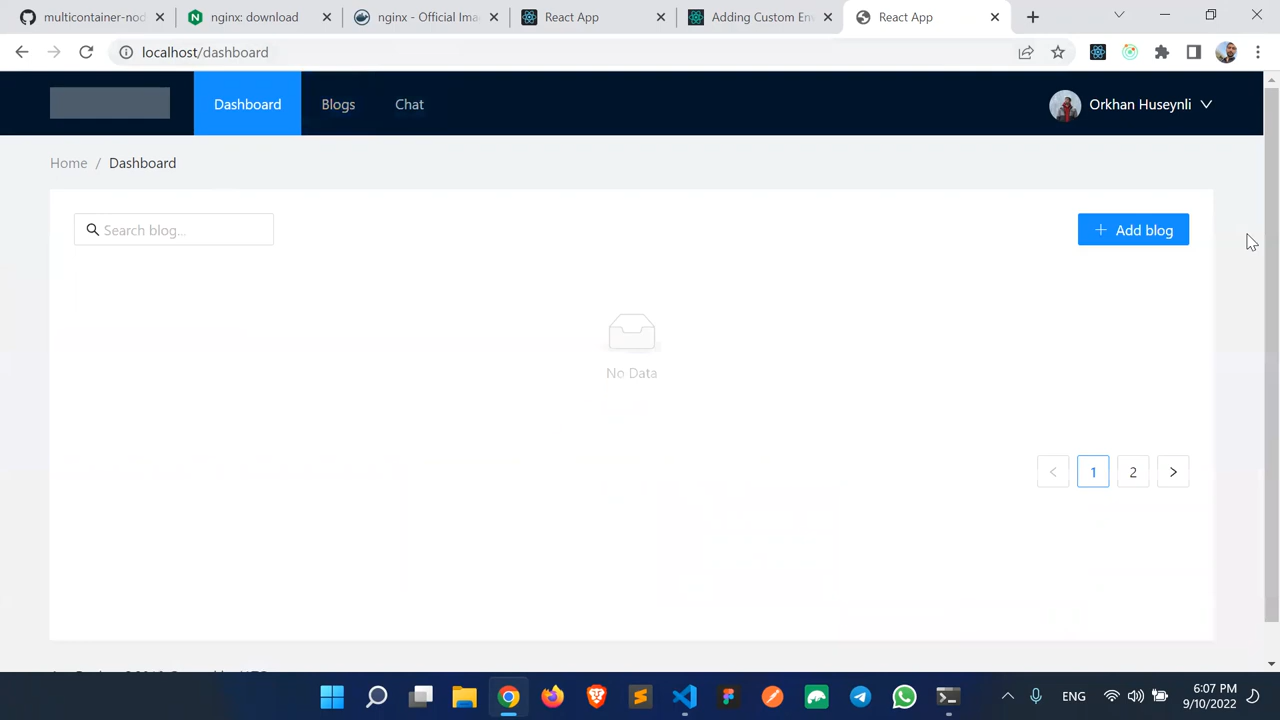 multicontainer-nod
nginx: download
nginx - Official Ima
React App
Adding Custom Env
React App
localhost/dashboard
Dashboard
Blogs
Chat
Orkhan Huseynli
Home / Dashboard
Search blog...
Add blog
No Data
1
2
ENG
6:07 PM
9/10/2022